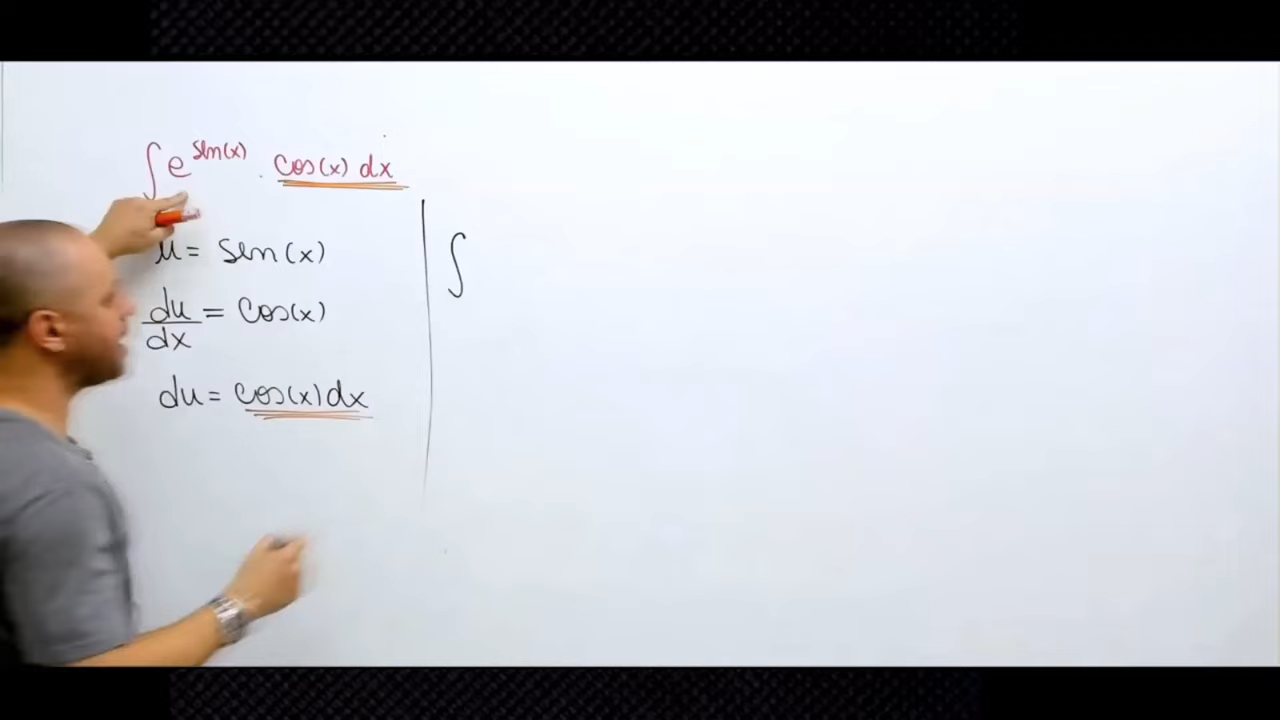 ∫ e^sen(x) . cos(x) dx
u = sen(x)
du/dx = cos(x)
du = cos(x) dx
∫